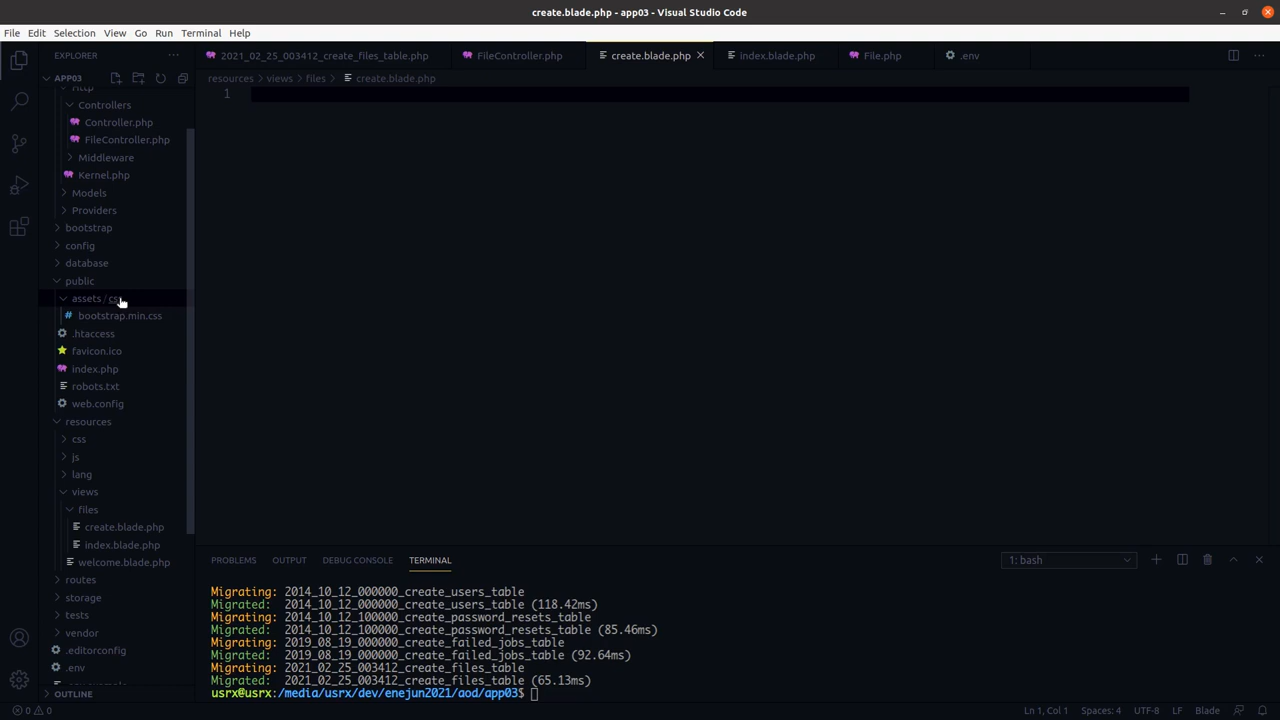 create.blade.php - app03 - Visual Studio Code
File Edit Selection View Go Run Terminal Help
EXPLORER
2021_02_25_003412_create_files_table.php
FileController.php
create.blade.php
index.blade.php
File.php
.env
APP03
resources views files create.blade.php
Http
1
Controllers
Controller.php
FileController.php
Middleware
Kernel.php
Models
Providers
bootstrap
config
database
public
assets / css
bootstrap.min.css
.htaccess
favicon.ico
index.php
robots.txt
web.config
resources
css
js
lang
views
files
create.blade.php
index.blade.php
welcome.blade.php
routes
storage
tests
vendor
.editorconfig
.env
.env.example
OUTLINE
PROBLEMS OUTPUT DEBUG CONSOLE TERMINAL
1: bash
Migrating: 2014_10_12_000000_create_users_table
Migrated: 2014_10_12_000000_create_users_table (118.42ms)
Migrating: 2014_10_12_100000_create_password_resets_table
Migrated: 2014_10_12_100000_create_password_resets_table (85.46ms)
Migrating: 2019_08_19_000000_create_failed_jobs_table
Migrated: 2019_08_19_000000_create_failed_jobs_table (92.64ms)
Migrating: 2021_02_25_003412_create_files_table
Migrated: 2021_02_25_003412_create_files_table (65.13ms)
usrx@usrx:/media/usrx/dev/enejun2021/aod/app03$
0 0
Ln 1, Col 1 Spaces: 4 UTF-8 LF Blade